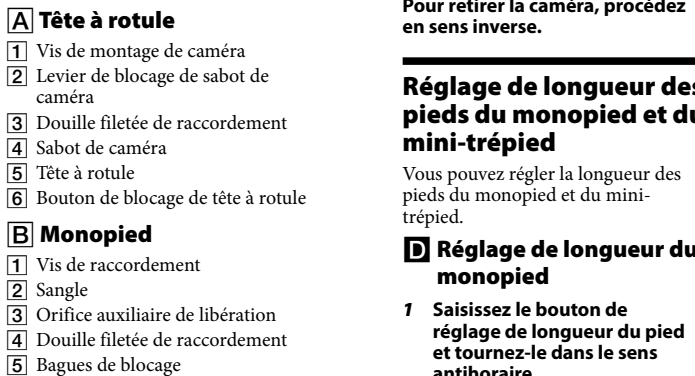 A Tête à rotule
1 Vis de montage de caméra
2 Levier de blocage de sabot de
caméra
3 Douille filetée de raccordement
4 Sabot de caméra
5 Tête à rotule
6 Bouton de blocage de tête à rotule
B Monopied
1 Vis de raccordement
2 Sangle
3 Orifice auxiliaire de libération
4 Douille filetée de raccordement
5 Bagues de blocage
Pour retirer la caméra, procédez
en sens inverse.
Réglage de longueur des
pieds du monopied et du
mini-trépied
Vous pouvez régler la longueur des
pieds du monopied et du mini-
trépied.
D Réglage de longueur du
monopied
1 Saisissez le bouton de
réglage de longueur du pied
et tournez-le dans le sens
antihoraire